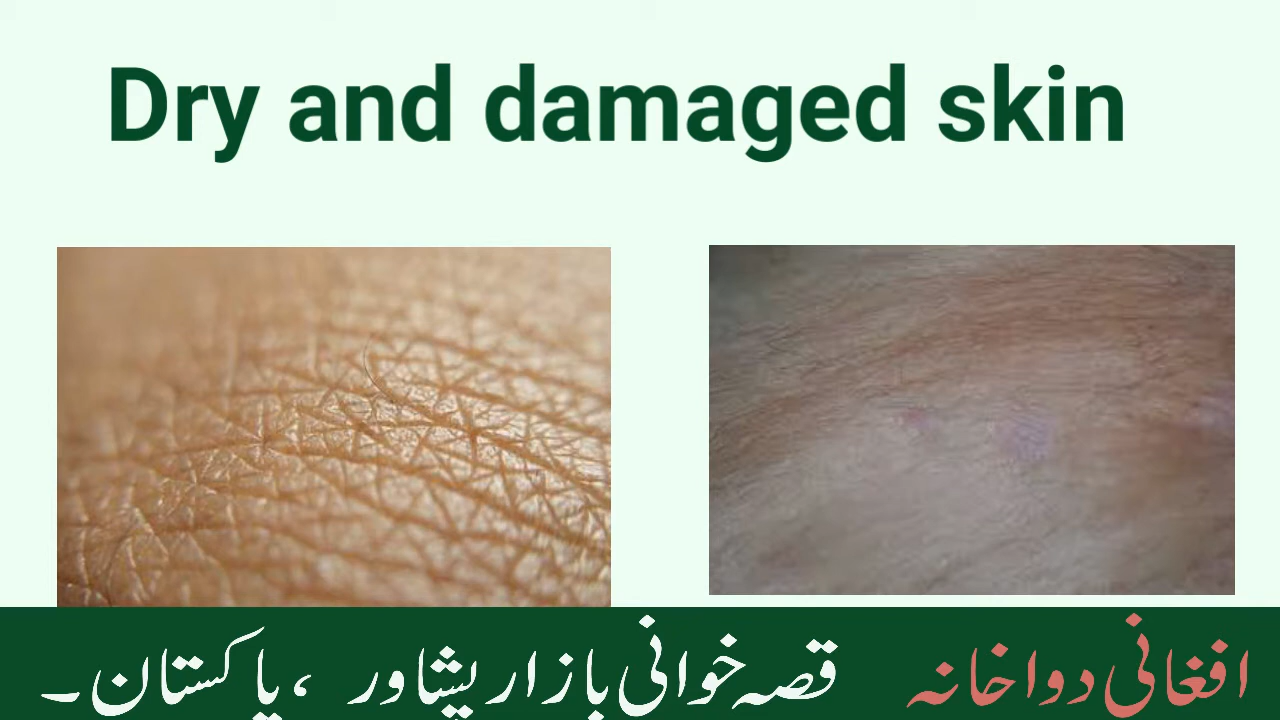 Dry and damaged skin
افغانی دواخانہ قصہ خوانی بازار پشاور ، پاکستان۔